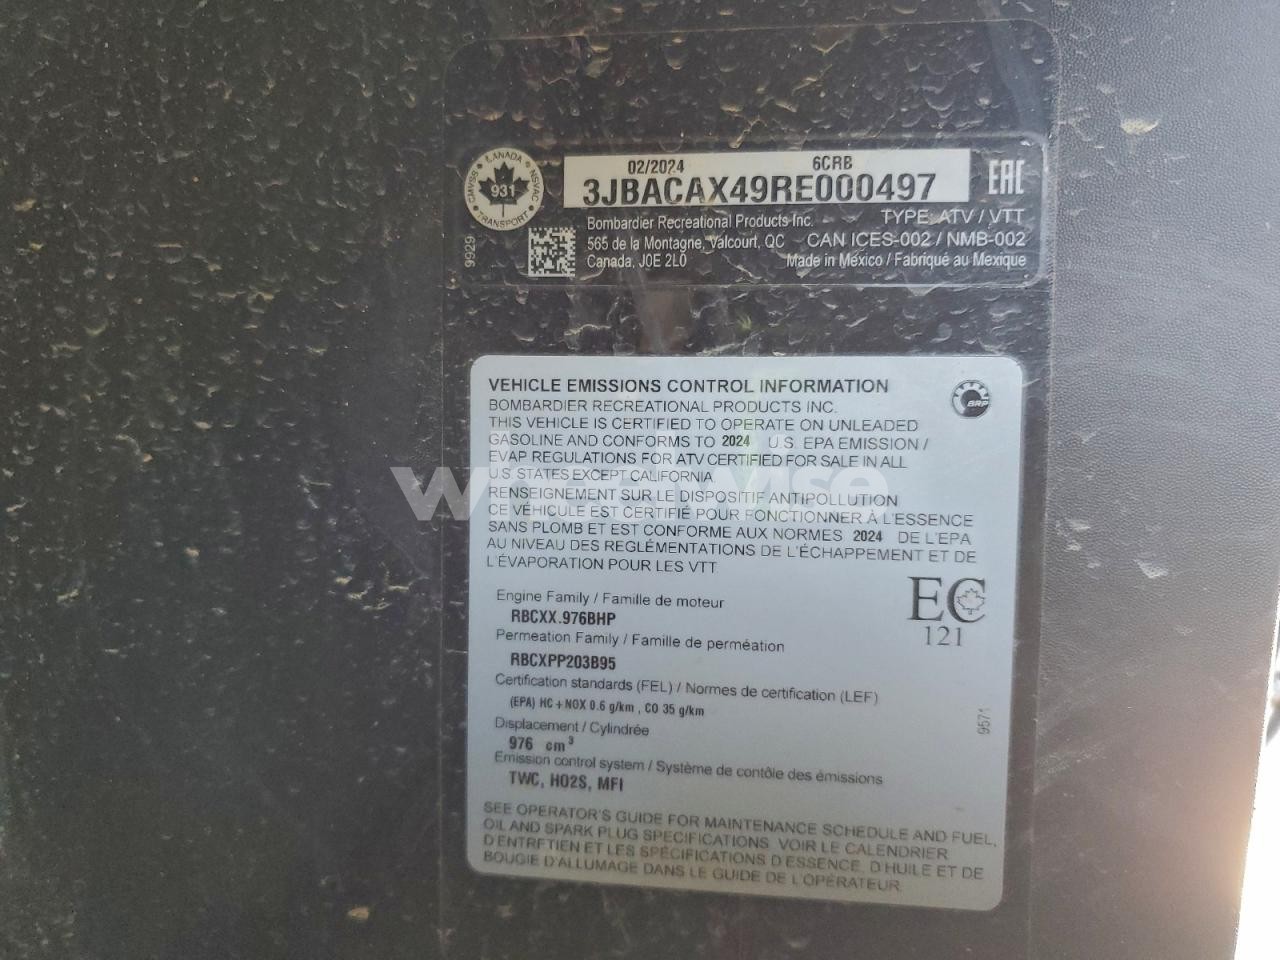 CANADA
CMVSS
NSVAC
931
TRANSPORT
02/2024 6CRB
3JBACAX49RE000497
EAC
Bombardier Recreational Products Inc. TYPE: ATV / VTT
565 de la Montagne, Valcourt, QC CAN ICES-002 / NMB-002
Canada, J0E 2L0 Made in México / Fabriqué au Mexique
9929
VEHICLE EMISSIONS CONTROL INFORMATION
BRP
BOMBARDIER RECREATIONAL PRODUCTS INC.
THIS VEHICLE IS CERTIFIED TO OPERATE ON UNLEADED
GASOLINE AND CONFORMS TO 2024 U.S. EPA EMISSION /
EVAP REGULATIONS FOR ATV CERTIFIED FOR SALE IN ALL
U.S. STATES EXCEPT CALIFORNIA
wheelwise
RENSEIGNEMENT SUR LE DISPOSITIF ANTIPOLLUTION
CE VÉHICULE EST CERTIFIÉ POUR FONCTIONNER À L'ESSENCE
SANS PLOMB ET EST CONFORME AUX NORMES 2024 DE L'EPA
AU NIVEAU DES REGLÉMENTATIONS DE L'ÉCHAPPEMENT ET DE
L'ÉVAPORATION POUR LES VTT
Engine Family / Famille de moteur
RBCXX.976BHP
EC
121
Permeation Family / Famille de perméation
RBCXPP203B95
Certification standards (FEL) / Normes de certification (LEF)
(EPA) HC + NOX 0.6 g/km , CO 35 g/km
9571
Displacement / Cylindrée
976 cm³
Emission control system / Système de contôle des émissions
TWC, HO2S, MFI
SEE OPERATOR'S GUIDE FOR MAINTENANCE SCHEDULE AND FUEL,
OIL AND SPARK PLUG SPECIFICATIONS. VOIR LE CALENDRIER
D'ENTRETIEN ET LES SPÉCIFICATIONS D'ESSENCE, D'HUILE ET DE
BOUGIE D'ALLUMAGE DANS LE GUIDE DE L'OPÉRATEUR